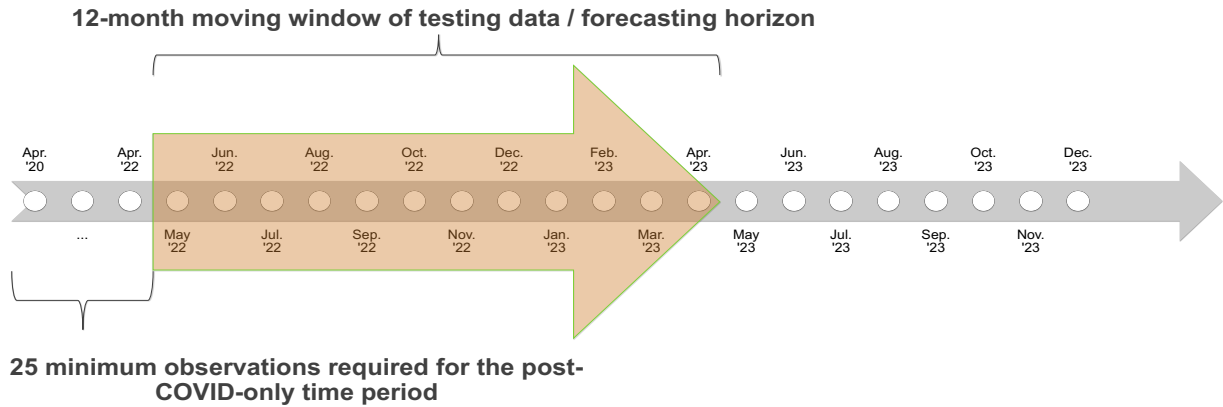 12-month moving window of testing data / forecasting horizon
Apr. Apr. Jun. Aug. Oct. Dec. Feb. Apr. Jun. Aug. Oct. Dec.
'20 '22 '22 '22 '22 '22 '23 '23 '23 '23 '23 '23
... May Jul. Sep. Nov. Jan. Mar. May Jul. Sep. Nov.
'22 '22 '22 '22 '23 '23 '23 '23 '23 '23
25 minimum observations required for the post-
COVID-only time period